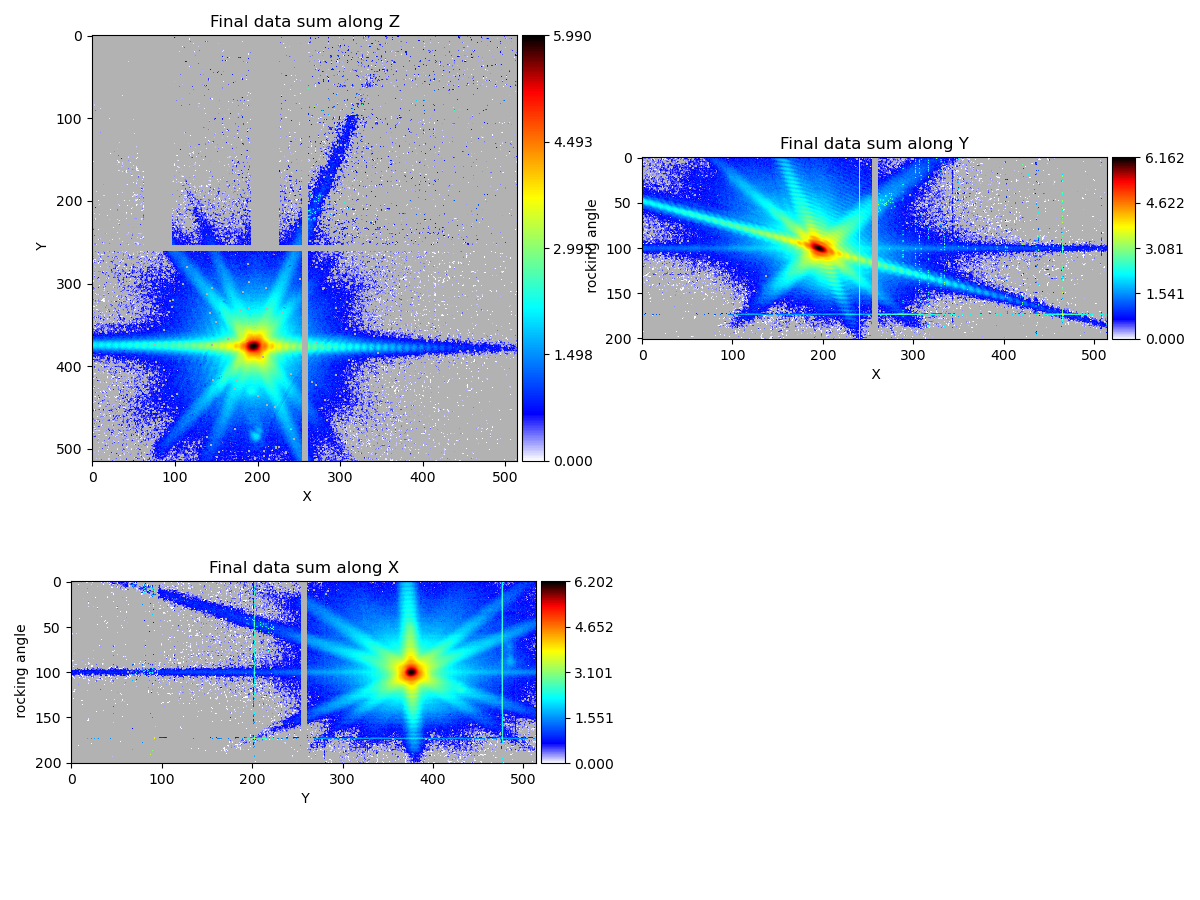 Final data sum along Z
0
100
200
300
400
500
Y
0 100 200 300 400 500
X
5.990
4.493
2.995
1.498
0.000
Final data sum along Y
0
50
100
150
200
rocking angle
0 100 200 300 400 500
X
6.162
4.622
3.081
1.541
0.000
Final data sum along X
0
50
100
150
200
rocking angle
0 100 200 300 400 500
Y
6.202
4.652
3.101
1.551
0.000